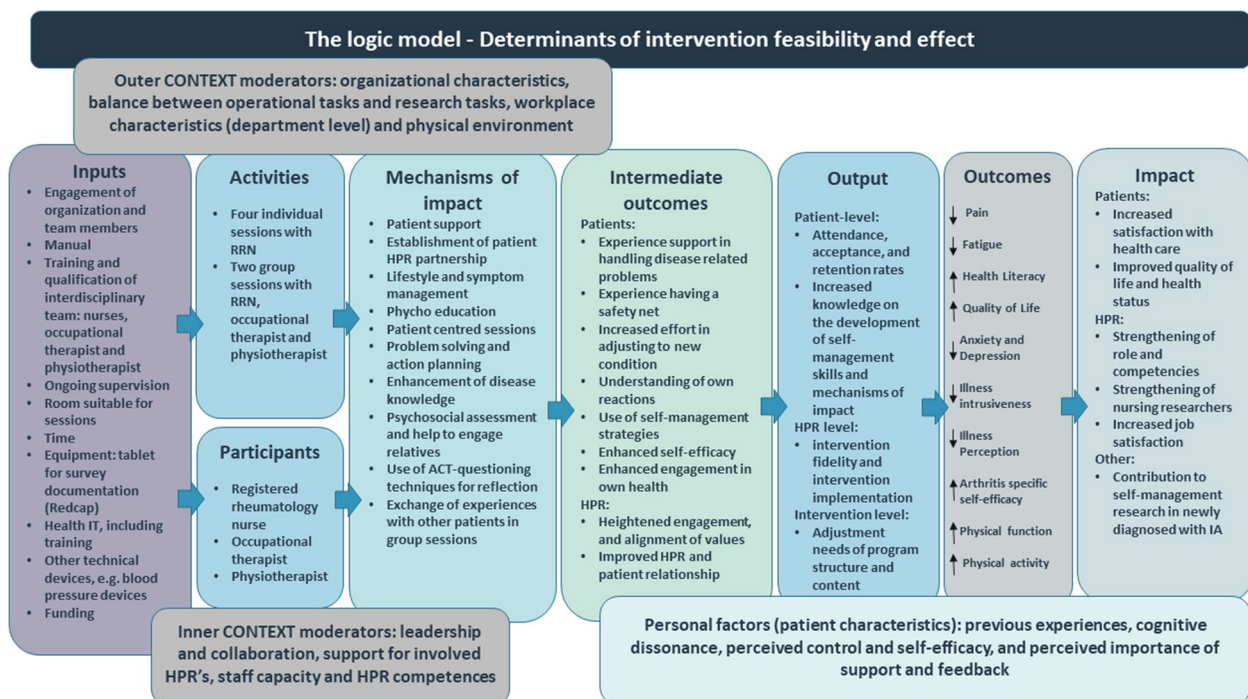 The logic model - Determinants of intervention feasibility and effect
Outer CONTEXT moderators: organizational characteristics,
balance between operational tasks and research tasks, workplace
characteristics (department level) and physical environment
Inputs
• Engagement of
organization and
team members
• Manual
• Training and
qualification of
interdisciplinary
team: nurses,
occupational
therapist and
physiotherapist
• Ongoing supervision
• Room suitable for
sessions
• Time
• Equipment: tablet
for survey
documentation
(Redcap)
• Health IT, including
training
• Other technical
devices, e.g. blood
pressure devices
• Funding
Activities
• Four individual
sessions with
RRN
• Two group
sessions with
RRN,
occupational
therapist and
physiotherapist
Participants
• Registered
rheumatology
nurse
• Occupational
therapist
• Physiotherapist
Mechanisms of
impact
• Patient support
• Establishment of patient
HPR partnership
• Lifestyle and symptom
management
• Phycho education
• Patient centred sessions
• Problem solving and
action planning
• Enhancement of disease
knowledge
• Psychosocial assessment
and help to engage
relatives
• Use of ACT-questioning
techniques for reflection
• Exchange of experiences
with other patients in
group sessions
Intermediate
outcomes
Patients:
• Experience support in
handling disease related
problems
• Experience having a
safety net
• Increased effort in
adjusting to new
condition
• Understanding of own
reactions
• Use of self-management
strategies
• Enhanced self-efficacy
• Enhanced engagement in
own health
HPR:
• Heightened engagement,
and alignment of values
• Improved HPR and
patient relationship
Output
Patient-level:
• Attendance,
acceptance, and
retention rates
• Increased
knowledge on
the development
of self-
management
skills and
mechanisms of
impact
HPR level:
• intervention
fidelity and
intervention
implementation
Intervention level:
• Adjustment
needs of program
structure and
content
Outcomes
↓ Pain
↓ Fatigue
↑ Health Literacy
↑ Quality of Life
↓ Anxiety and
Depression
↓ Illness
intrusiveness
↓ Illness
Perception
↑ Arthritis specific
self-efficacy
↑ Physical function
↑ Physical activity
Impact
Patients:
• Increased
satisfaction with
health care
• Improved quality of
life and health
status
HPR:
• Strengthening of
role and
competencies
• Strengthening of
nursing researchers
• Increased job
satisfaction
Other:
• Contribution to
self-management
research in newly
diagnosed with IA
Inner CONTEXT moderators: leadership
and collaboration, support for involved
HPR's, staff capacity and HPR competences
Personal factors (patient characteristics): previous experiences, cognitive
dissonance, perceived control and self-efficacy, and perceived importance of
support and feedback